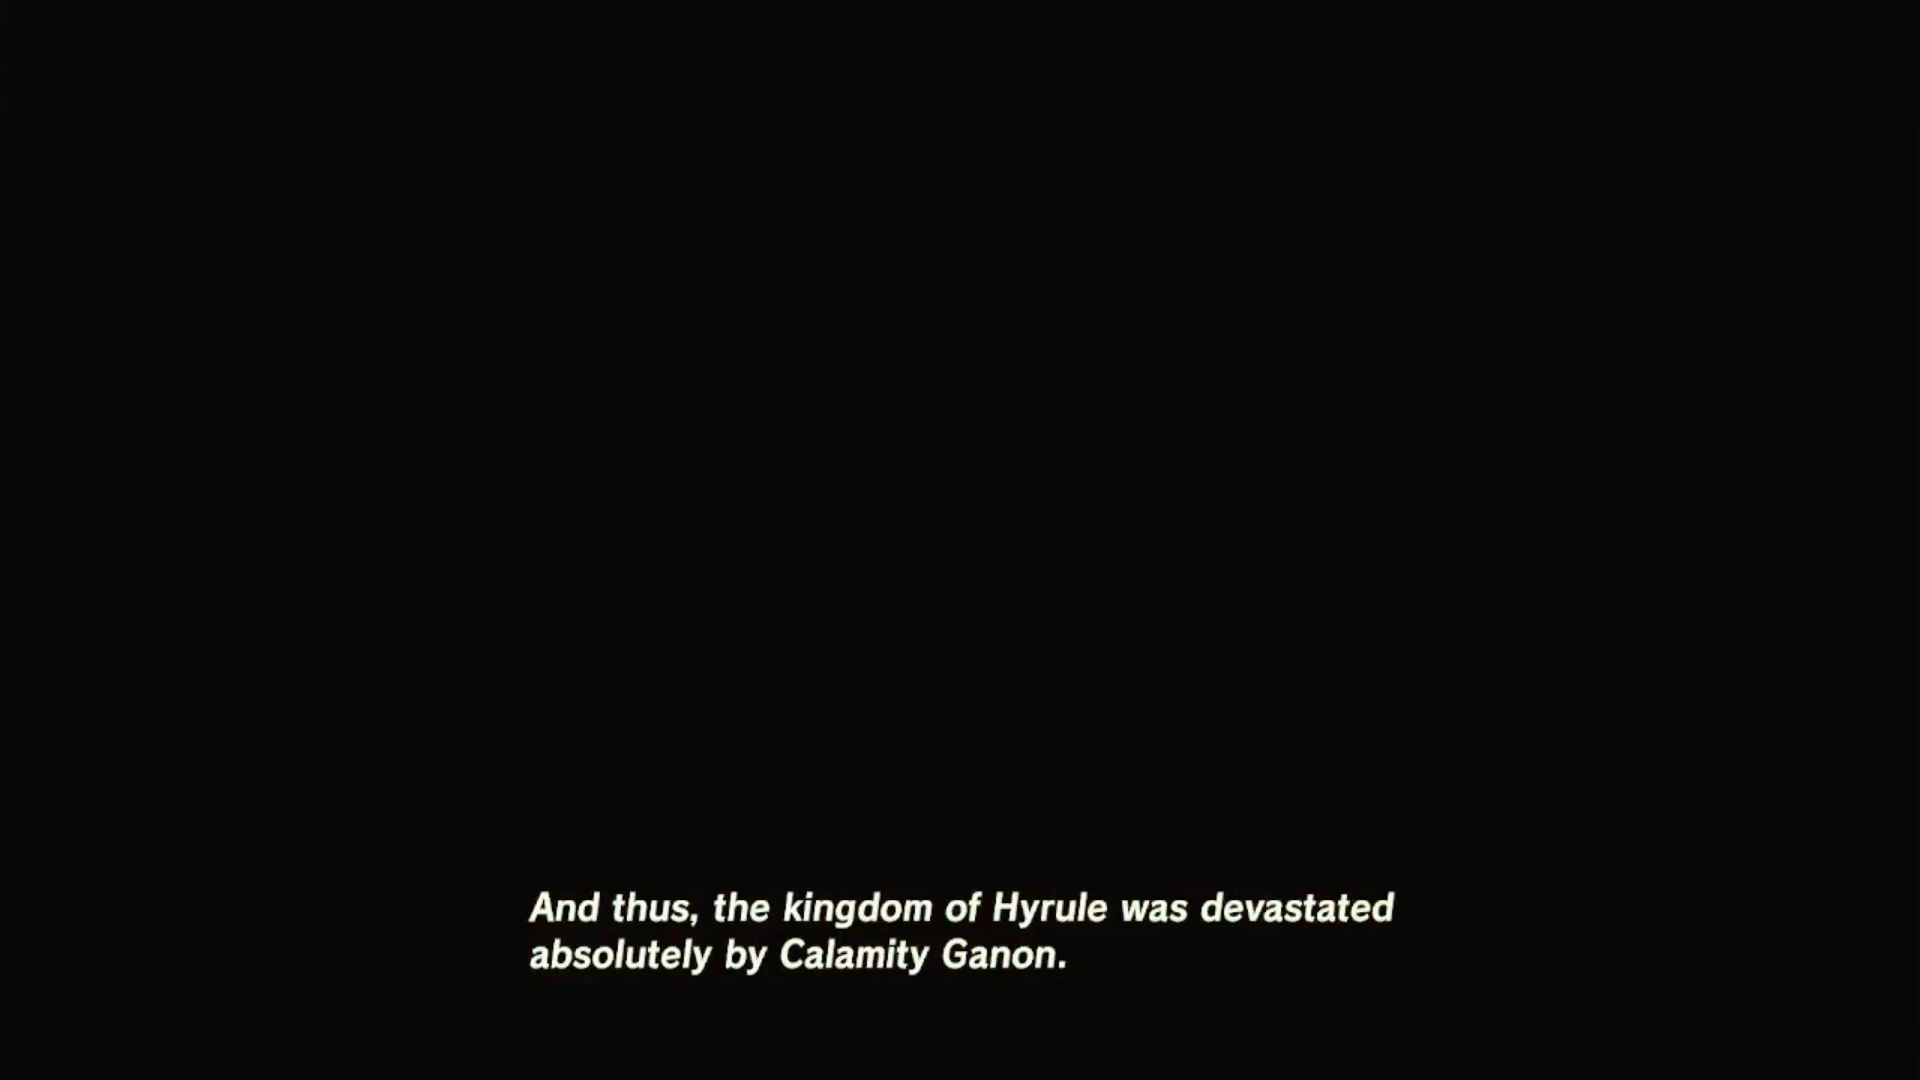 And thus, the kingdom of Hyrule was devastated
absolutely by Calamity Ganon.